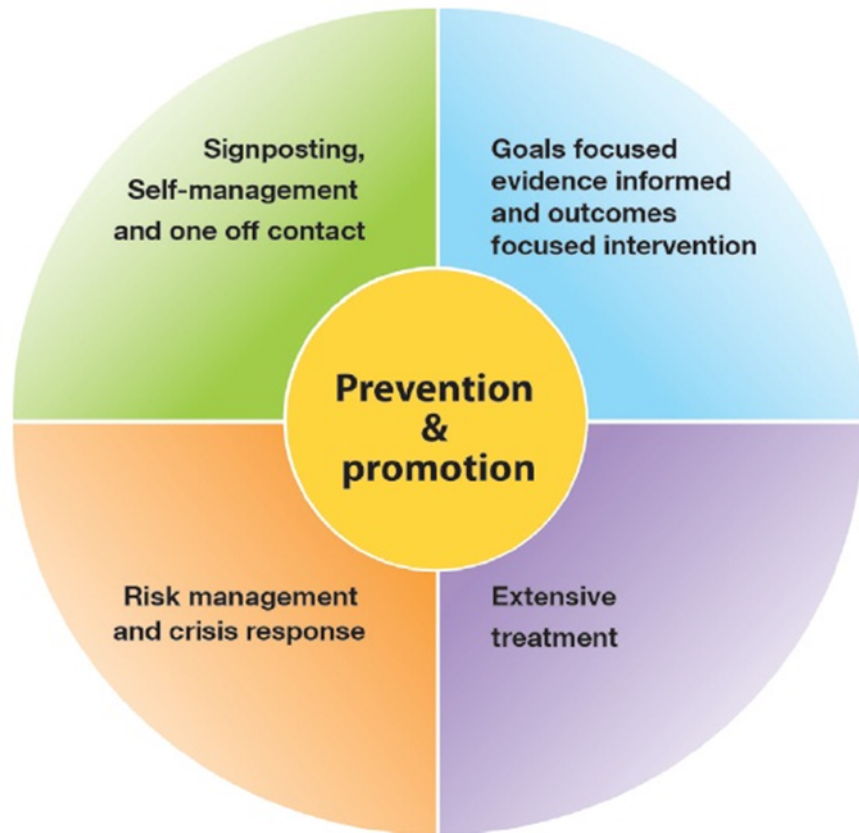 Signposting,
Self-management
and one off contact
Goals focused
evidence informed
and outcomes
focused intervention
Prevention
&
promotion
Risk management
and crisis response
Extensive
treatment